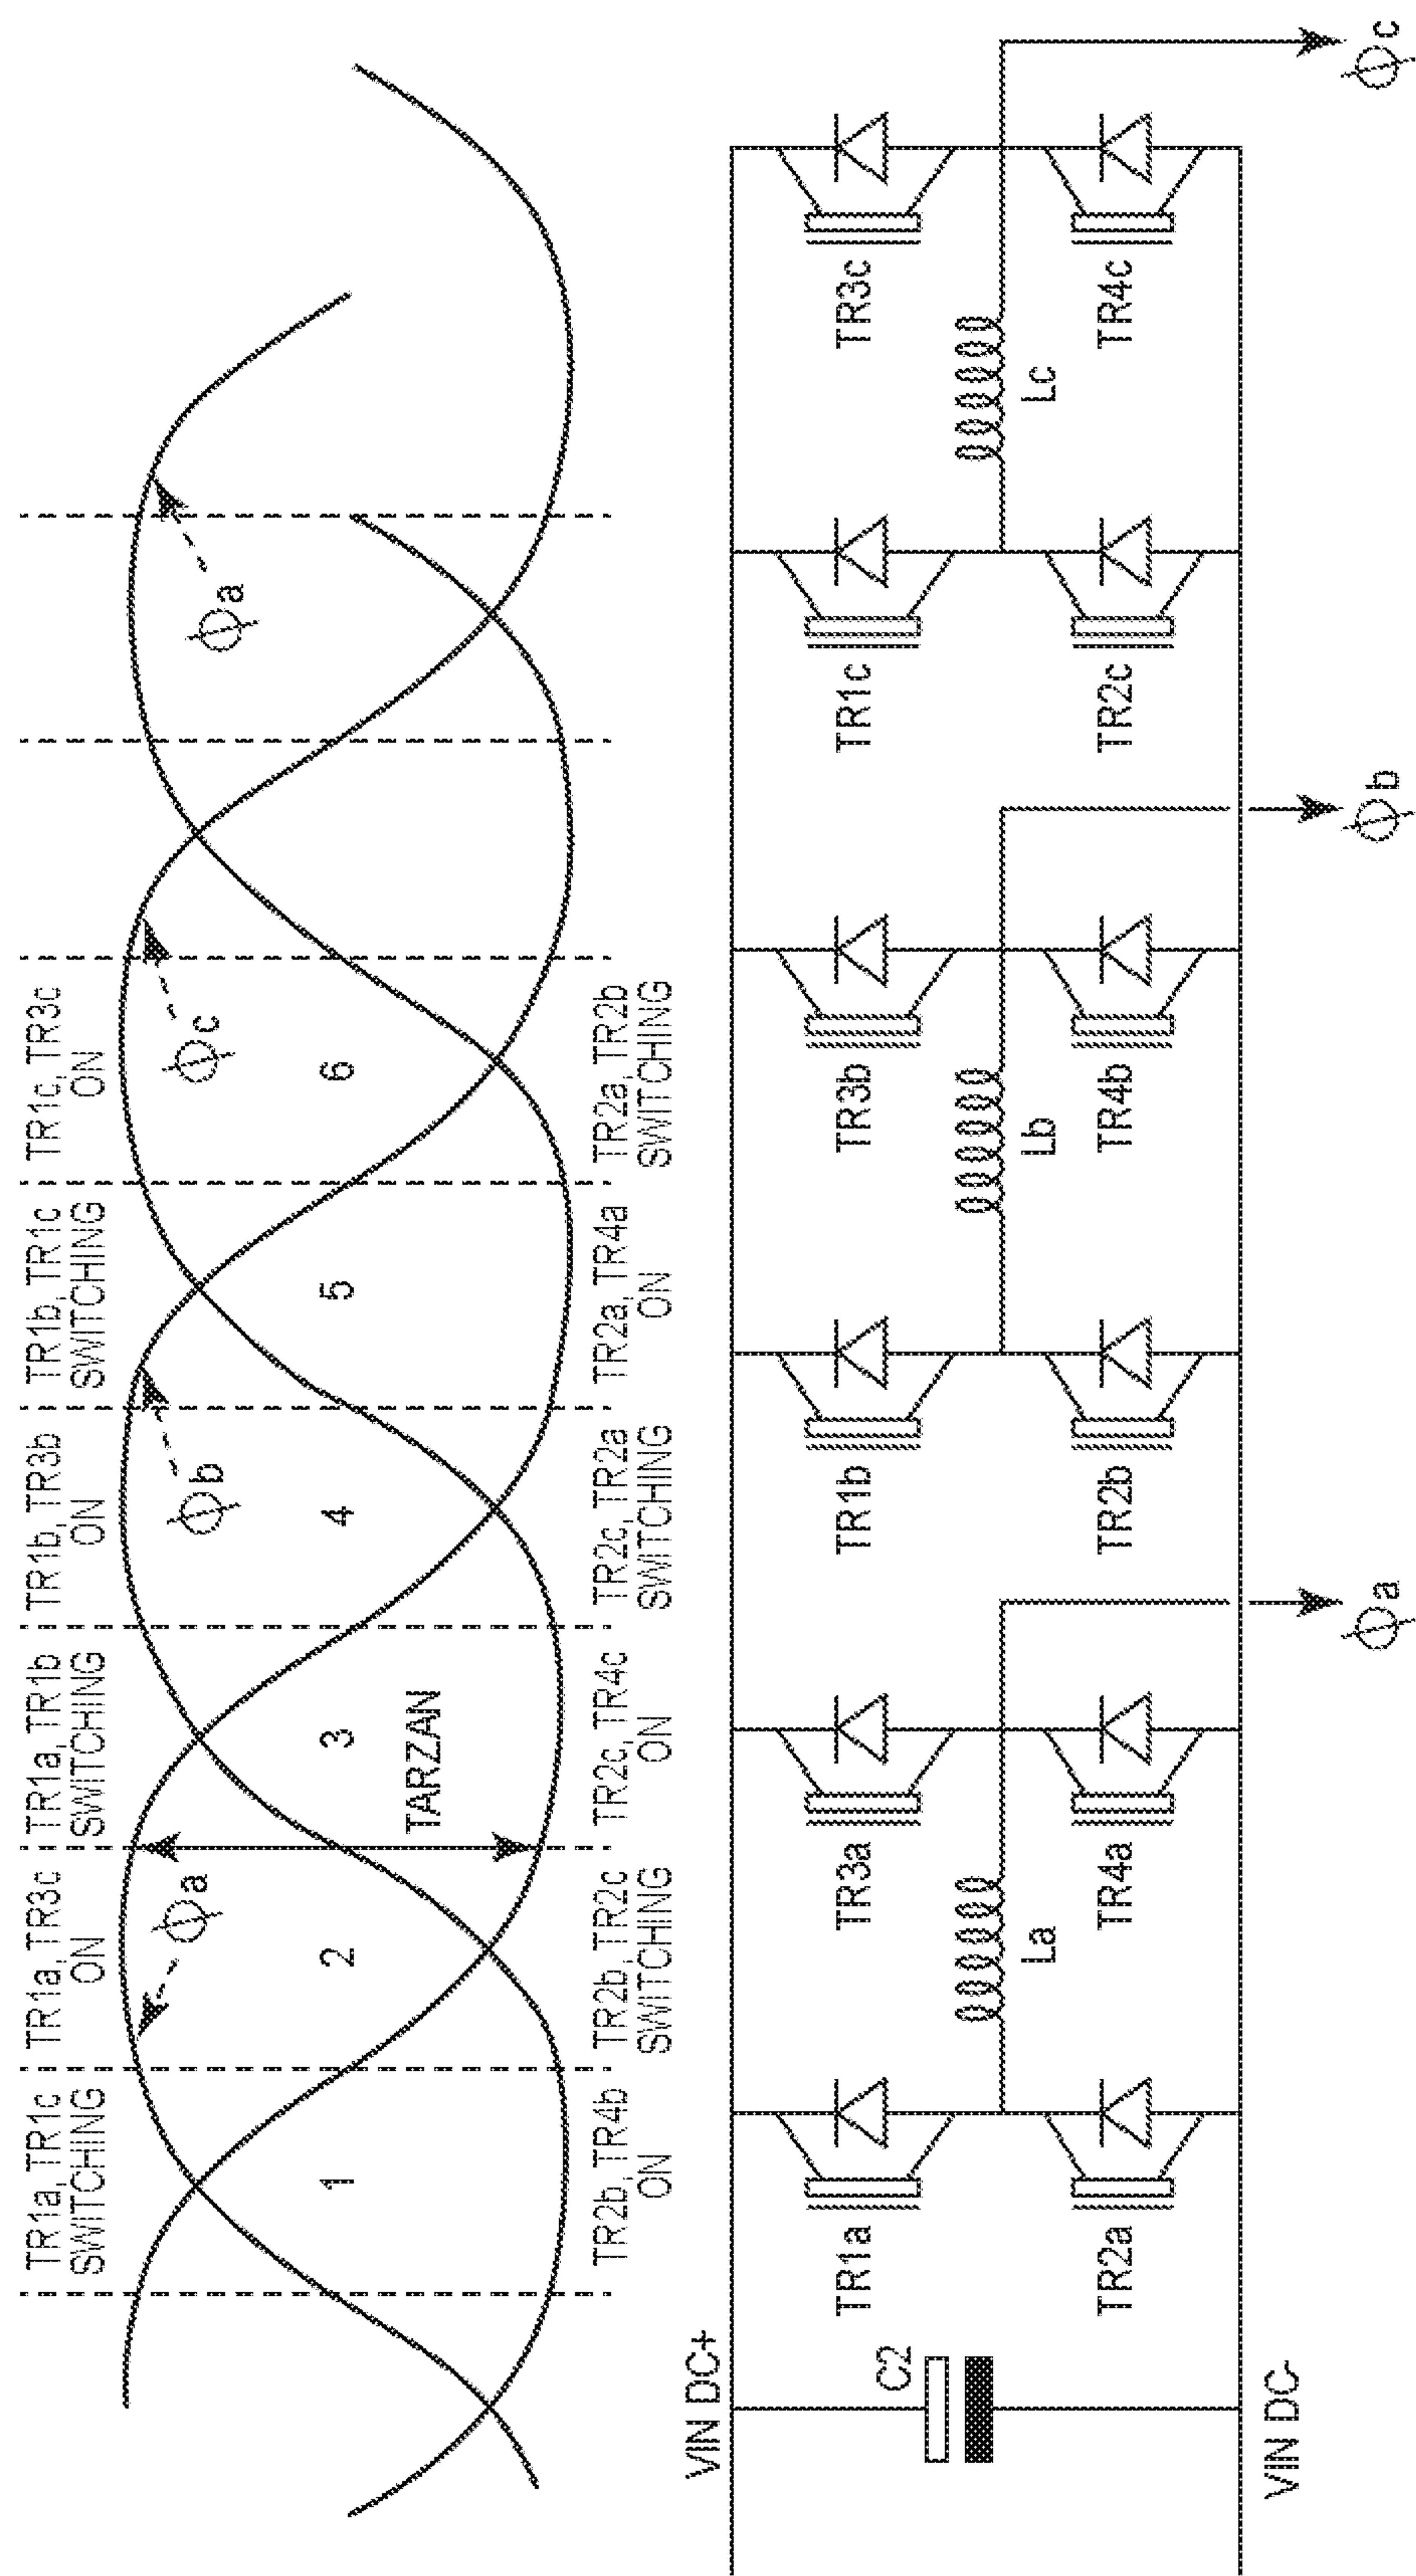 TR1a, TR1c
SWITCHING
TR1a, TR3c
ON
TR1a, TR1b
SWITCHING
TR1b, TR3b
ON
TR1b, TR1c
SWITCHING
TR1c, TR3c
ON
ϕa
ϕb
ϕc
ϕa
1
2
3
4
5
6
TARZAN
TR2b, TR4b
ON
TR2b, TR2c
SWITCHING
TR2c, TR4c
ON
TR2c, TR2a
SWITCHING
TR2a, TR4a
ON
TR2a, TR2b
SWITCHING
VIN DC+
C2
TR1a
TR3a
TR1b
TR3b
TR1c
TR3c
La
Lb
Lc
TR2a
TR4a
TR2b
TR4b
TR2c
TR4c
VIN DC-
ϕa
ϕb
ϕc